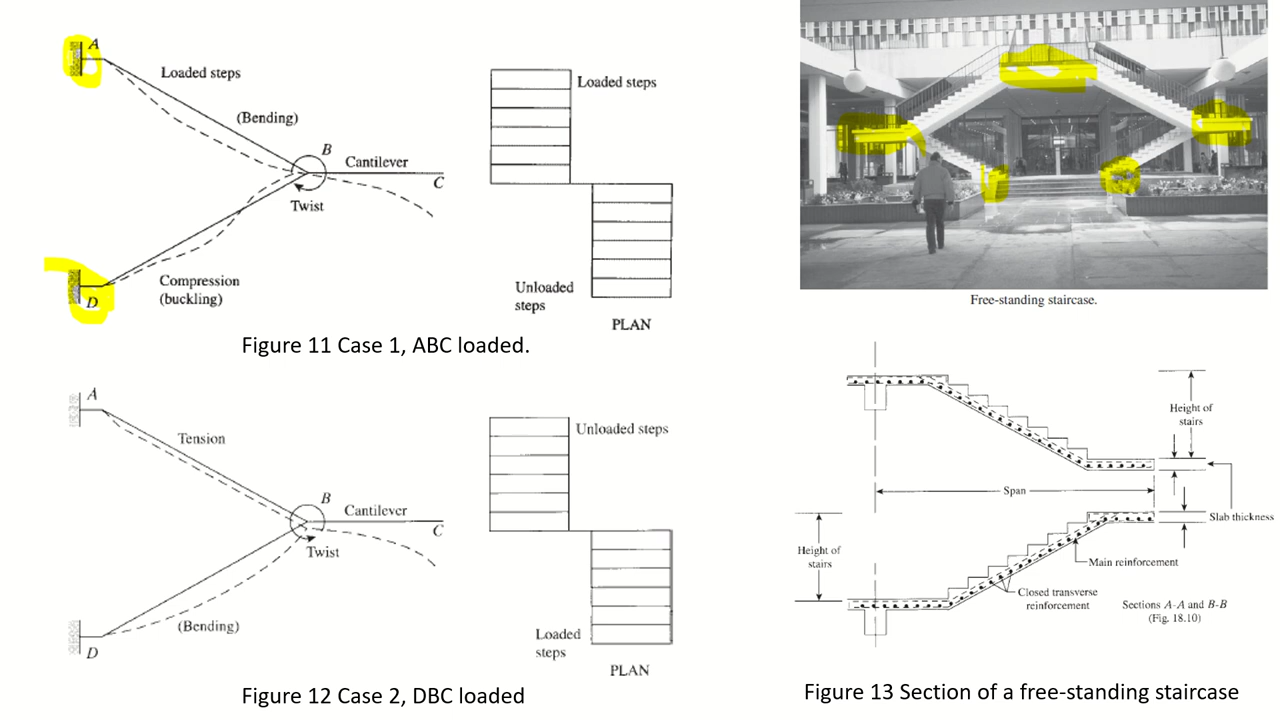 A
Loaded steps
(Bending)
B
Cantilever
C
Twist
Compression
(buckling)
D
Loaded steps
Unloaded
steps
PLAN
Figure 11 Case 1, ABC loaded.
A
Tension
B
Cantilever
C
Twist
(Bending)
D
Unloaded steps
Loaded
steps
PLAN
Figure 12 Case 2, DBC loaded
Free-standing staircase.
Height of
stairs
Span
Slab thickness
Height of
stairs
Main reinforcement
Closed transverse
reinforcement
Sections A-A and B-B
(Fig. 18.10)
Figure 13 Section of a free-standing staircase